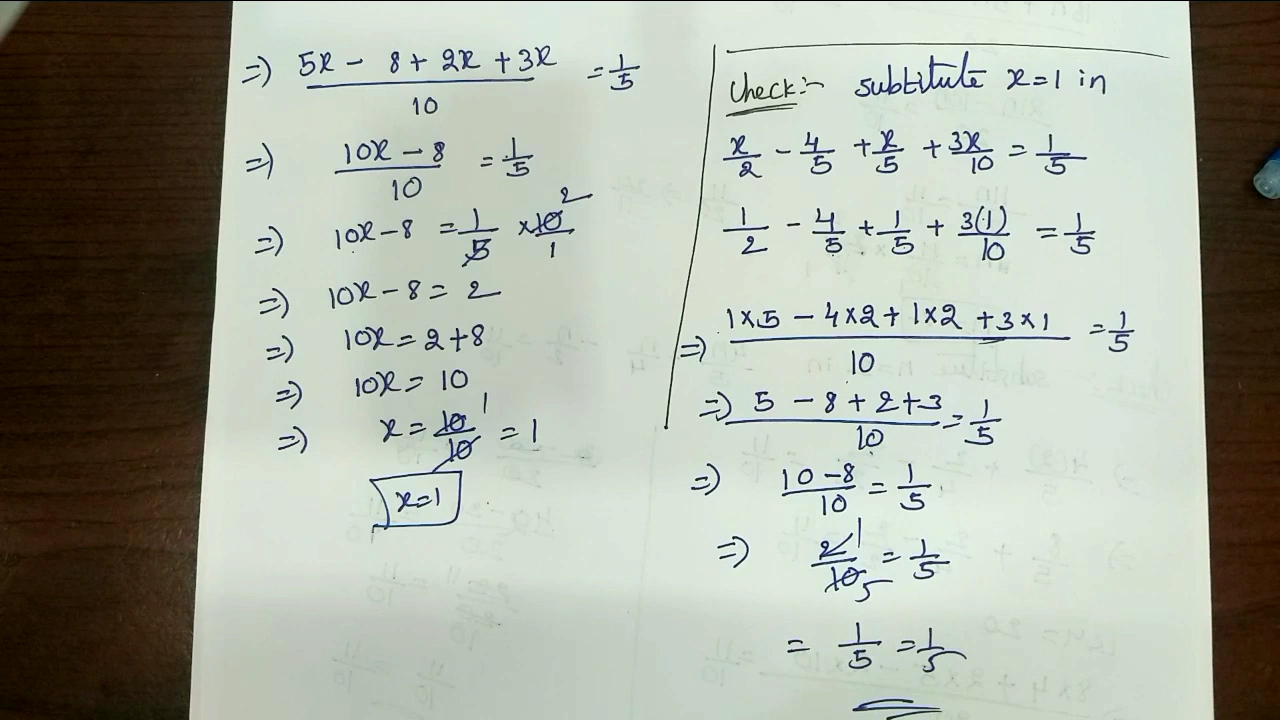 ⇒) (5x - 8 + 2x + 3x)/10 = 1/5
⇒) (10x - 8)/10 = 1/5
⇒) 10x - 8 = 1/5 × 10/1 2
⇒) 10x - 8 = 2
⇒) 10x = 2 + 8
⇒) 10x = 10
⇒) x = 10/10 1 = 1
x = 1
Check:- substitute x = 1 in
x/2 - 4/5 + x/5 + 3x/10 = 1/5
1/2 - 4/5 + 1/5 + 3(1)/10 = 1/5
⇒) (1×5 - 4×2 + 1×2 + 3×1)/10 = 1/5
⇒) (5 - 8 + 2 + 3)/10 = 1/5
⇒) (10 - 8)/10 = 1/5
⇒) 2 1/10 5 = 1/5
= 1/5 = 1/5